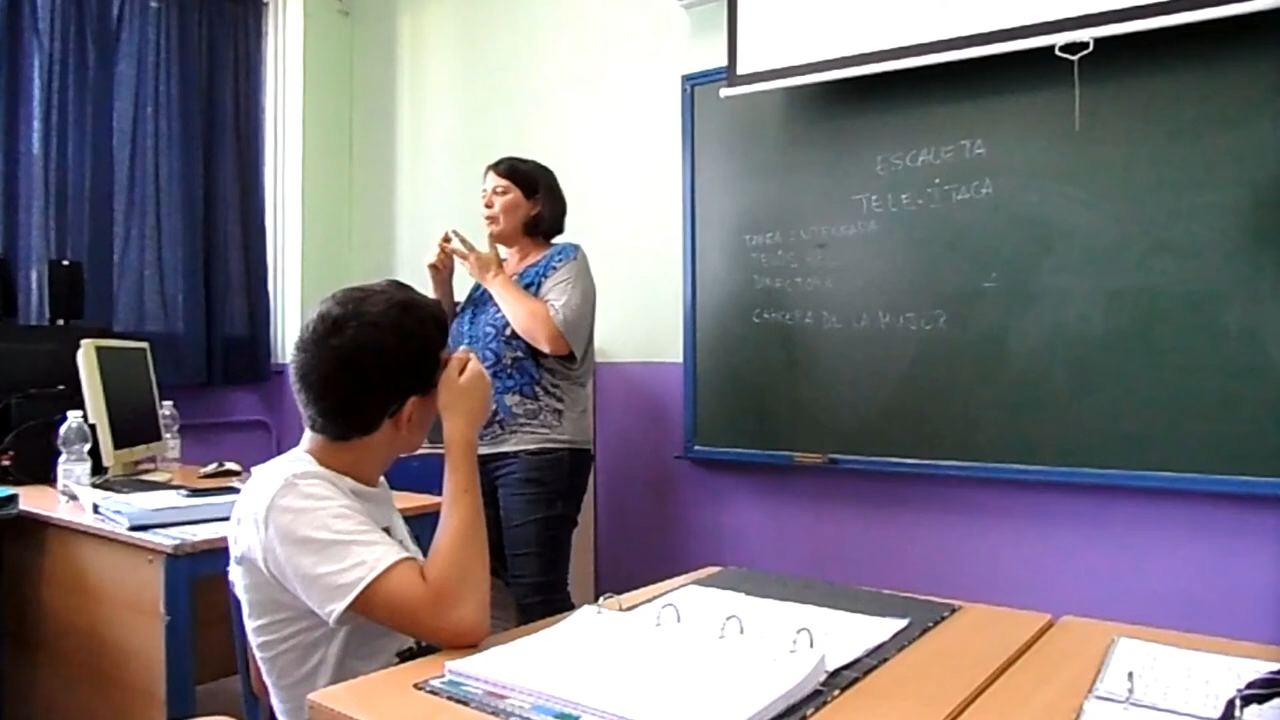 ESCALETA
TELE-ÍTACA
TAREA INTEGRADA
DIRECTORA
CARRERA DE LA MUJER